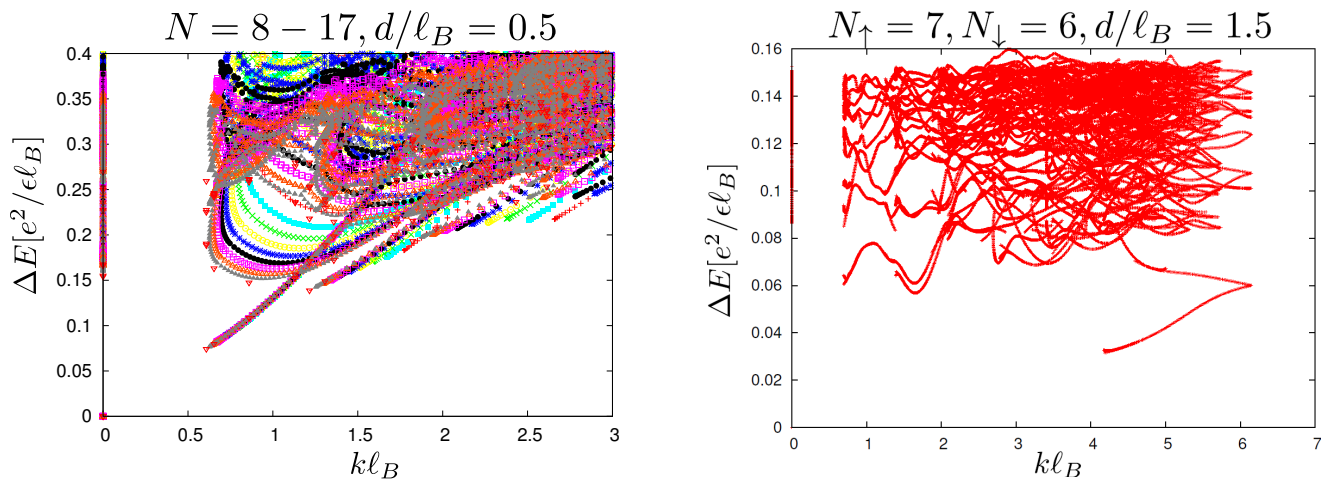 N = 8 − 17, d/ℓ_B = 0.5
0.4
0.35
0.3
0.25
0.2
0.15
0.1
0.05
0
ΔE[e²/ϵℓ_B]
0 0.5 1 1.5 2 2.5 3
kℓ_B
N_↑ = 7, N_↓ = 6, d/ℓ_B = 1.5
0.16
0.14
0.12
0.1
0.08
0.06
0.04
0.02
0
ΔE[e²/ϵℓ_B]
0 1 2 3 4 5 6 7
kℓ_B